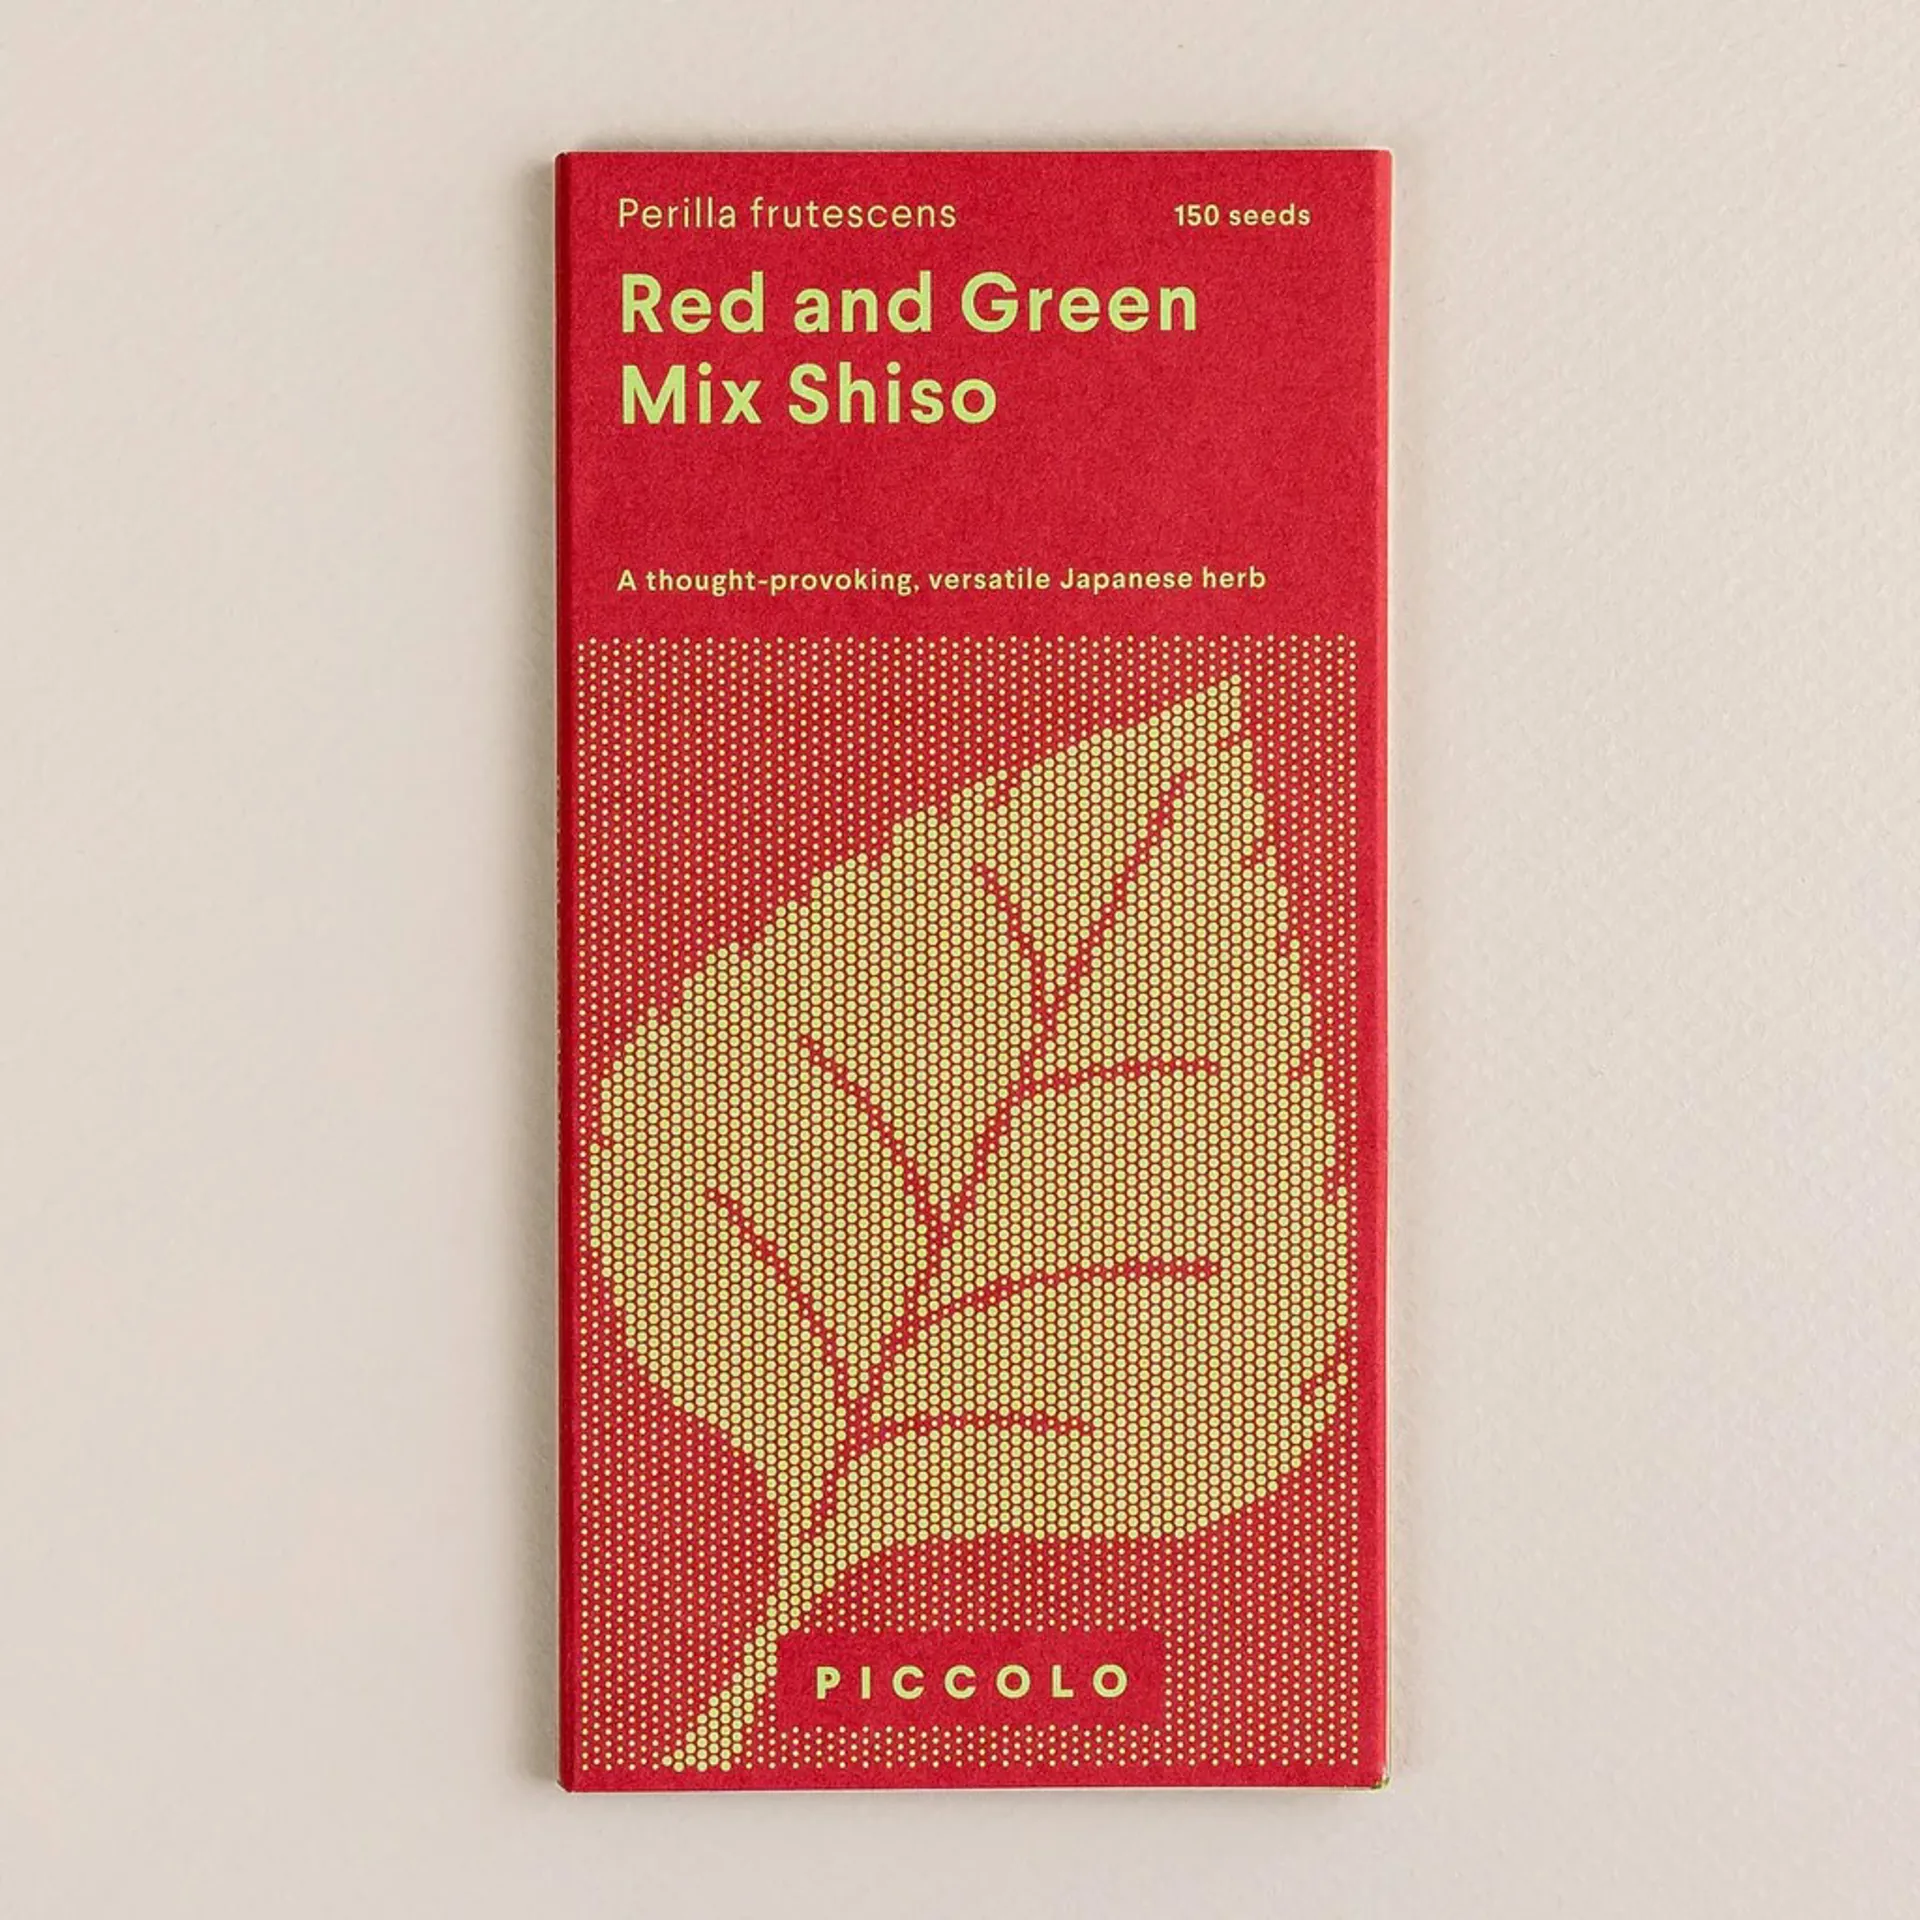 Perilla frutescens
150 seeds
Red and Green
Mix Shiso
A thought-provoking, versatile Japanese herb
PICCOLO